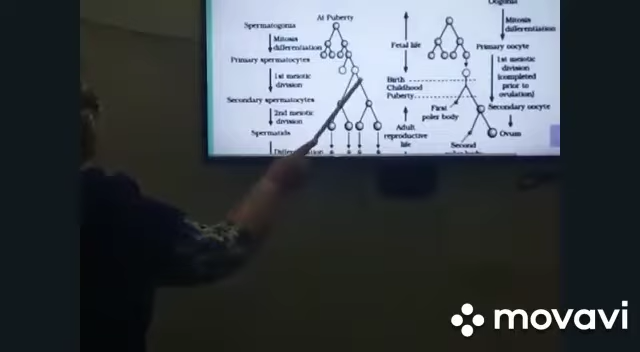 At Puberty
Spermatogonia
Mitosis
differentiation
Primary spermatocytes
1st meiotic
division
Secondary spermatocytes
2nd meiotic
division
Spermatids
Differentiation
Fetal life
Birth
Childhood
Puberty
Adult
reproductive
life
First
polar body
Second
Oogonia
Mitosis
differentiation
Primary oocyte
1st meiotic
division
(completed
prior to
ovulation)
Secondary oocyte
Ovum
movavi